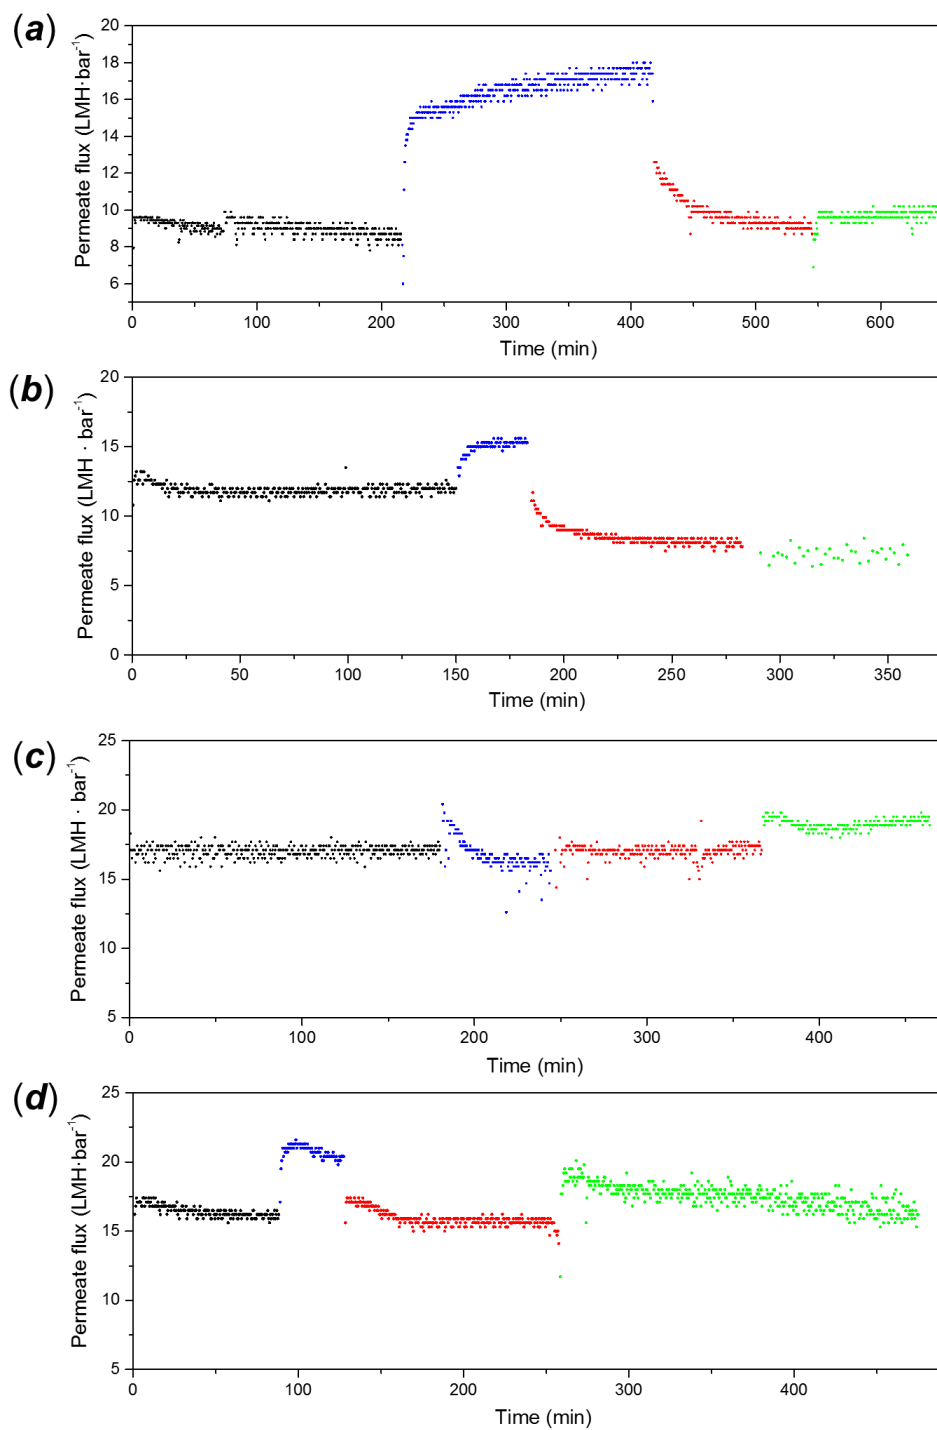 (a)
Permeate flux (LMH·bar⁻¹)
20
18
16
14
12
10
8
6
0 100 200 300 400 500 600
Time (min)
(b)
Permeate flux (LMH · bar⁻¹)
20
15
10
5
0
0 50 100 150 200 250 300 350
Time (min)
(c)
Permeate flux (LMH · bar⁻¹)
25
20
15
10
5
0 100 200 300 400
Time (min)
(d)
Permeate flux (LMH·bar⁻¹)
25
20
15
10
5
0 100 200 300 400
Time (min)